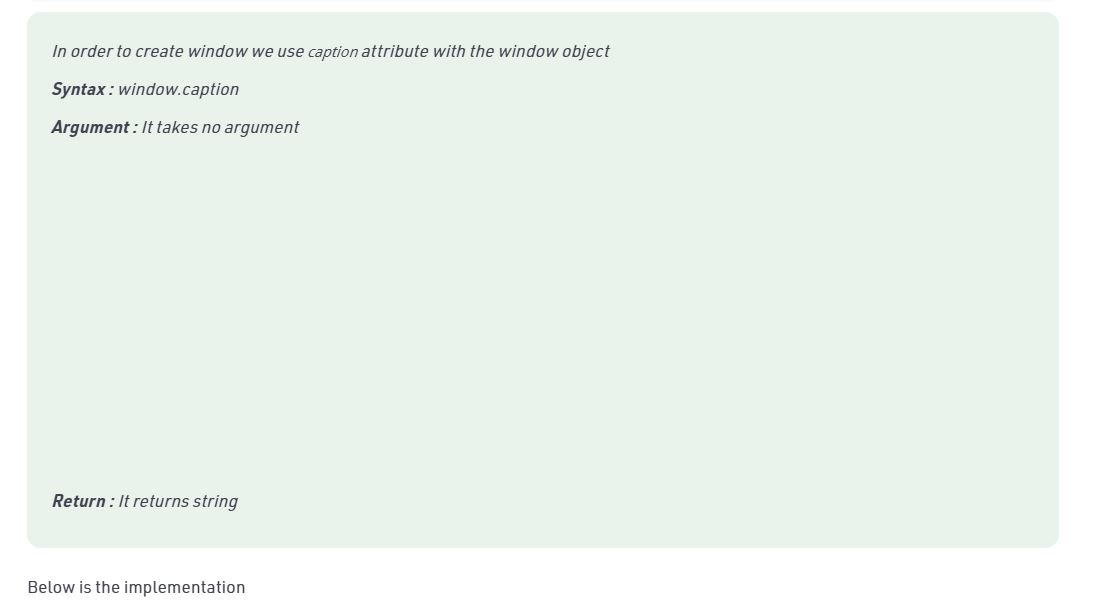 In order to create window we use caption attribute with the window object
Syntax : window.caption
Argument : It takes no argument
Return : It returns string
Below is the implementation